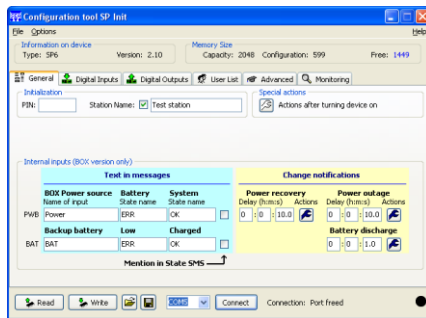 Configuration tool SP Init
File Options Help
Information on device Memory Size
Type: SP6 Version: 2.10 Capacity: 2048 Configuration: 599 Free: 1449
General Digital Inputs Digital Outputs User List Advanced Monitoring
Initialization Special actions
PIN: Station Name: Test station Actions after turning device on
Internal inputs (BOX version only)
Text in messages Change notifications
BOX Power source Battery System Power recovery Power outage
Name of input State name State name Delay (h:m:s) Actions Delay (h:m:s) Actions
PWB Power ERR OK 0 : 0 : 10.0 0 : 0 : 10.0
Backup battery Low Charged Battery discharge
BAT BAT ERR OK 0 : 0 : 1.0
Mention in State SMS
Read Write COM5 Connect Connection: Port freed